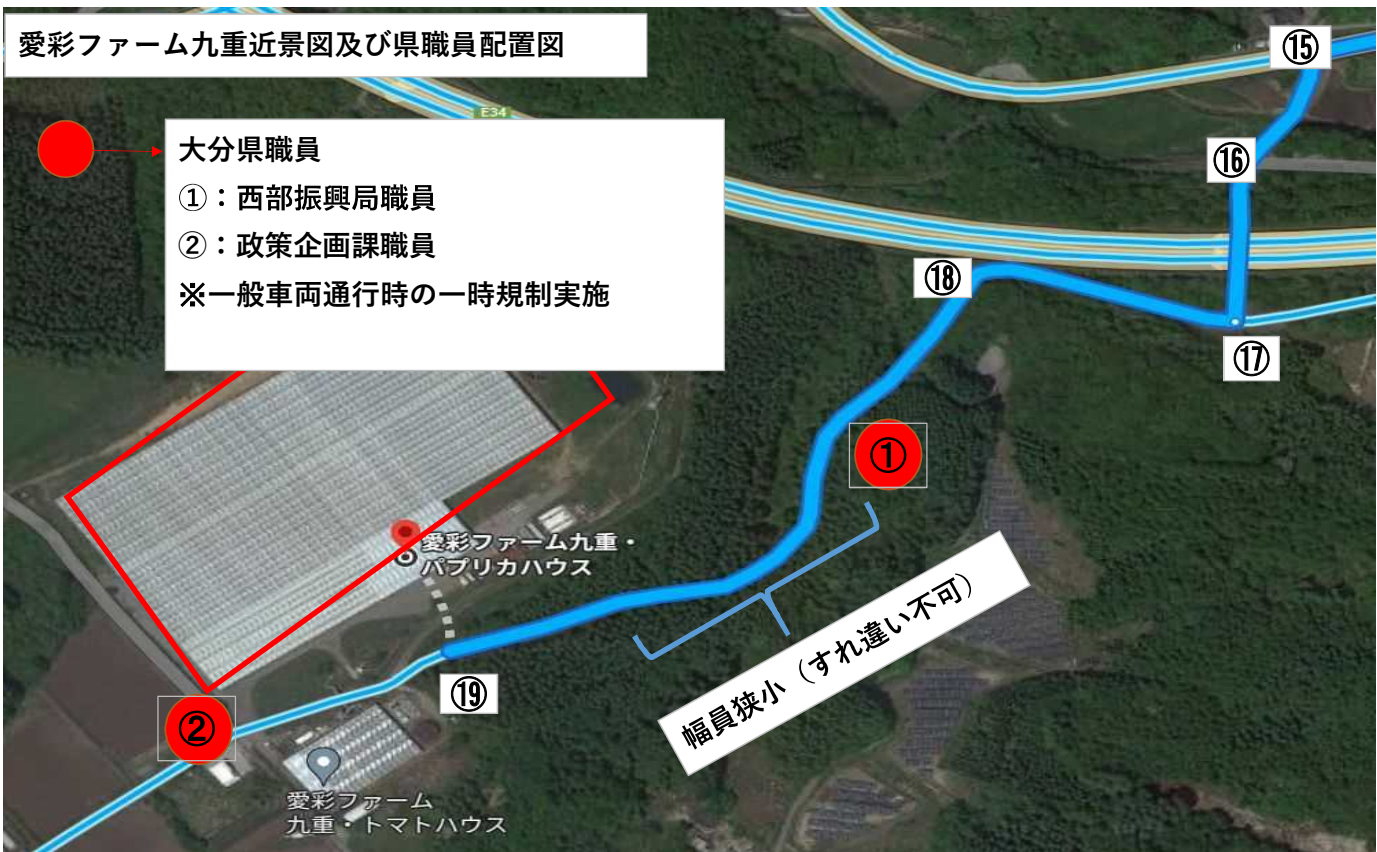 愛彩ファーム九重近景図及び県職員配置図
E34
大分県職員
①：西部振興局職員
②：政策企画課職員
※一般車両通行時の一時規制実施
⑮
⑯
⑱
⑰
①
愛彩ファーム九重・
パプリカハウス
幅員狭小（すれ違い不可）
⑲
②
愛彩ファーム
九重・トマトハウス